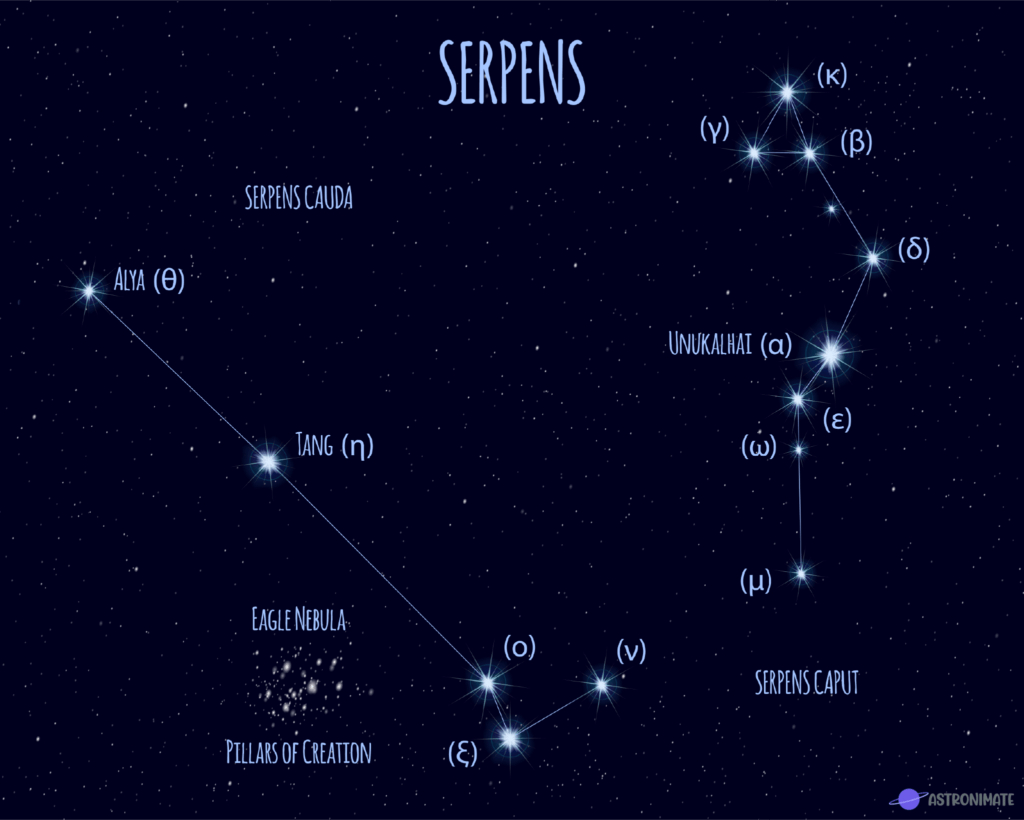 SERPENS
(κ)
(γ)
(β)
SERPENS CAUDA
(δ)
ALYA (θ)
UNUKALHAI (α)
(ε)
TANG (η)
(ω)
(μ)
EAGLE NEBULA
(ο)
(ν)
SERPENS CAPUT
PILLARS OF CREATION
(ξ)
ASTRONIMATE